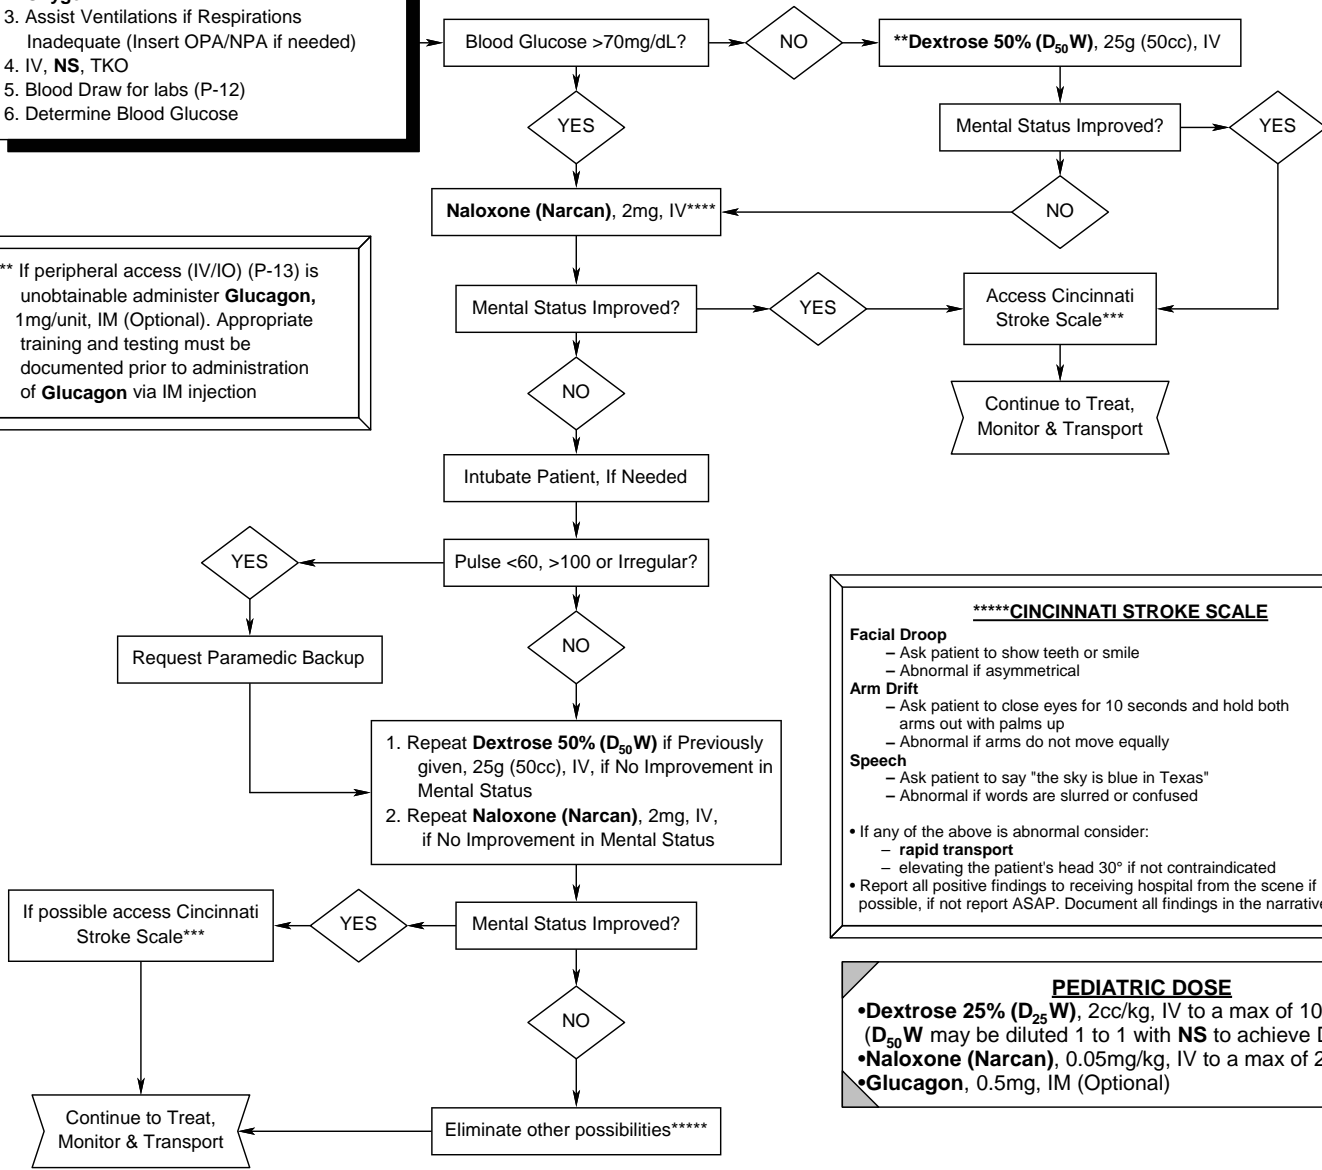 3. Assist Ventilations if Respirations
Inadequate (Insert OPA/NPA if needed)
4. IV, NS, TKO
5. Blood Draw for labs (P-12)
6. Determine Blood Glucose
Blood Glucose >70mg/dL?
NO
**Dextrose 50% (D50W), 25g (50cc), IV
YES
Mental Status Improved?
YES
NO
Naloxone (Narcan), 2mg, IV****
** If peripheral access (IV/IO) (P-13) is
unobtainable administer Glucagon,
1mg/unit, IM (Optional). Appropriate
training and testing must be
documented prior to administration
of Glucagon via IM injection
Mental Status Improved?
YES
Access Cincinnati
Stroke Scale***
NO
Continue to Treat,
Monitor & Transport
Intubate Patient, If Needed
Pulse <60, >100 or Irregular?
YES
NO
Request Paramedic Backup
1. Repeat Dextrose 50% (D50W) if Previously
given, 25g (50cc), IV, if No Improvement in
Mental Status
2. Repeat Naloxone (Narcan), 2mg, IV,
if No Improvement in Mental Status
*****CINCINNATI STROKE SCALE
Facial Droop
– Ask patient to show teeth or smile
– Abnormal if asymmetrical
Arm Drift
– Ask patient to close eyes for 10 seconds and hold both
arms out with palms up
– Abnormal if arms do not move equally
Speech
– Ask patient to say "the sky is blue in Texas"
– Abnormal if words are slurred or confused
• If any of the above is abnormal consider:
– rapid transport
– elevating the patient's head 30° if not contraindicated
• Report all positive findings to receiving hospital from the scene if
possible, if not report ASAP. Document all findings in the narrative
If possible access Cincinnati
Stroke Scale***
YES
Mental Status Improved?
NO
PEDIATRIC DOSE
•Dextrose 25% (D25W), 2cc/kg, IV to a max of 10
(D50W may be diluted 1 to 1 with NS to achieve
•Naloxone (Narcan), 0.05mg/kg, IV to a max of 2
•Glucagon, 0.5mg, IM (Optional)
Continue to Treat,
Monitor & Transport
Eliminate other possibilities*****